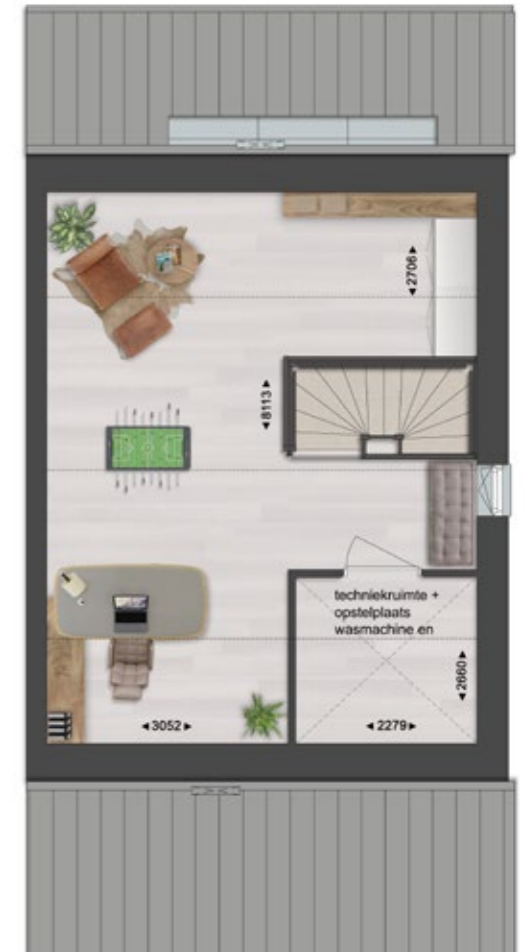 ◄2706►
◄8113►
techniekruimte +
opstelplaats
wasmachine en
◄2660►
◄3052► ◄2279►